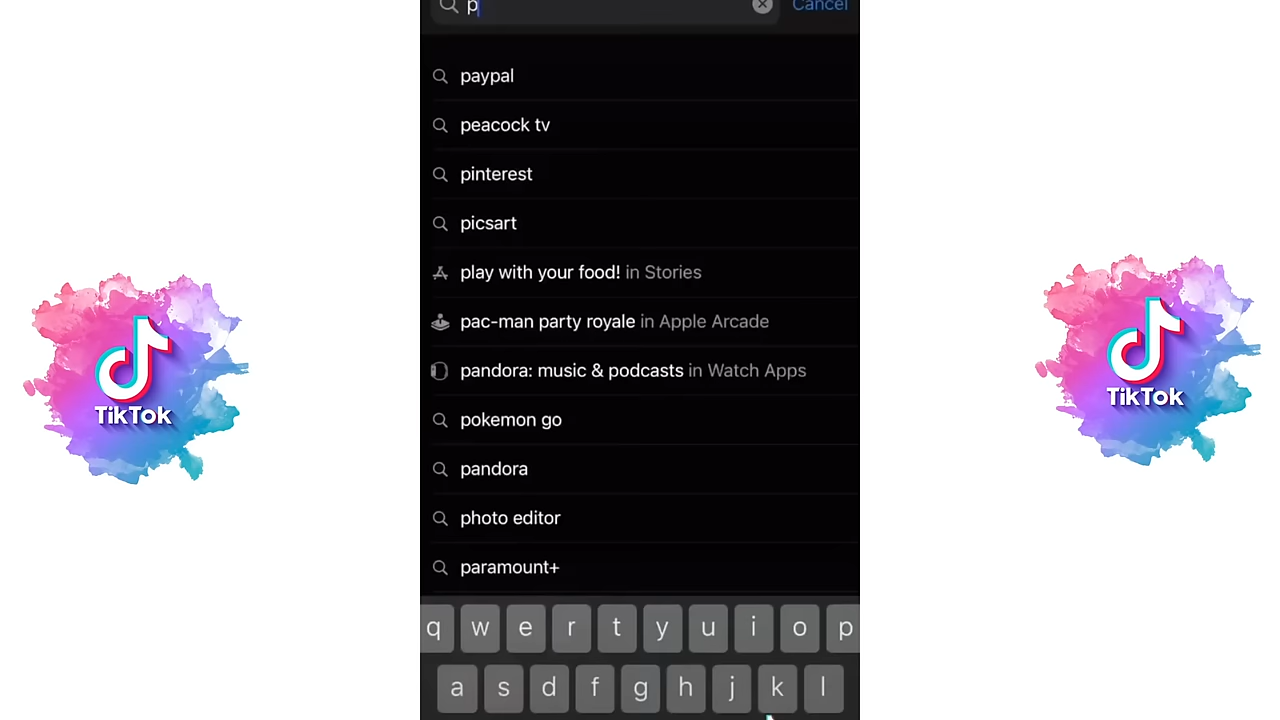 p
Cancel
paypal
peacock tv
pinterest
picsart
play with your food! in Stories
pac-man party royale in Apple Arcade
pandora: music & podcasts in Watch Apps
pokemon go
pandora
photo editor
paramount+
q w e r t y u i o p
a s d f g h j k l
TikTok
TikTok